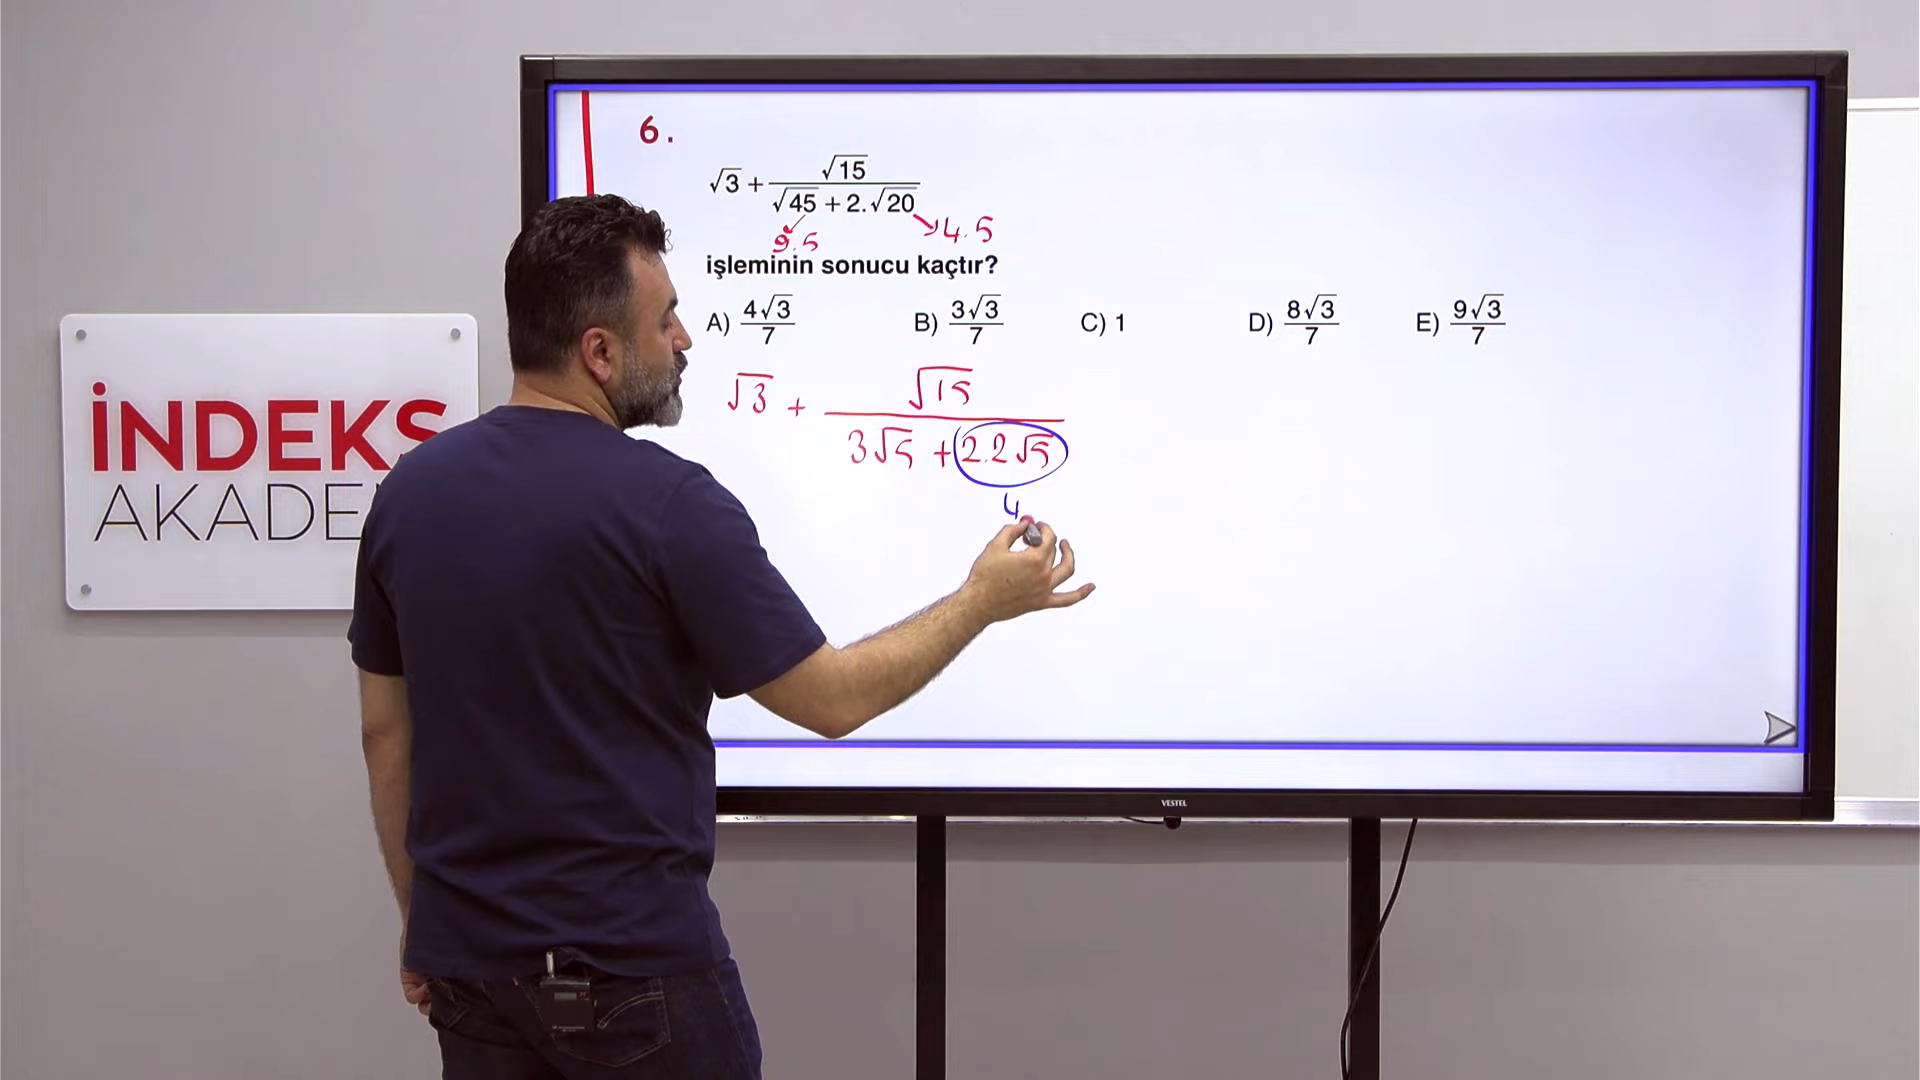 6.
√3 + √15 / (√45 + 2.√20)
9.5
4.5
işleminin sonucu kaçtır?
A) 4√3/7 B) 3√3/7 C) 1 D) 8√3/7 E) 9√3/7
√3 + √15 / (3√5 + 2.2√5)
4
İNDEKS
AKADE
VESTEL